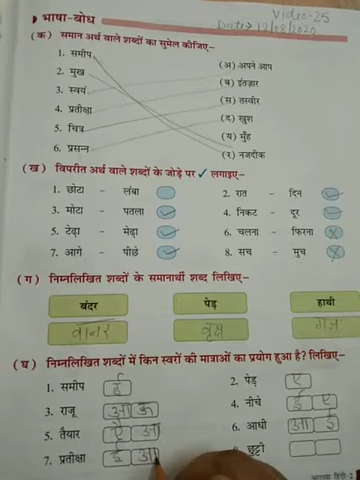 Video-25
Date > 12/08/2020
भाषा-बोध
(क) समान अर्थ वाले शब्दों का सुमेल कीजिए
1. समीप (अ) अपने आप
2. मुख (ब) इंतज़ार
3. स्वयं (स) तस्वीर
4. प्रतीक्षा (द) खुश
5. चित्र (य) मुँह
6. प्रसन्न (र) नजदीक
(ख) विपरीत अर्थ वाले शब्दों के जोड़े पर ✓ लगाइए
1. छोटा – लंबा 2. रात – दिन ✓
3. मोटा – पतला ✓ 4. निकट – दूर ✓
5. टेढ़ा – मेढ़ा ✓ 6. चलना – फिरना ✗
7. आगे – पीछे ✓ 8. सच – मुच ✗
(ग) निम्नलिखित शब्दों के समानार्थी शब्द लिखिए
बंदर पेड़ हाथी
वानर वृक्ष गज
(घ) निम्नलिखित शब्दों में किन स्वरों की मात्राओं का प्रयोग हुआ है? लिखिए
1. समीप ई 2. पेड़ ए
3. राजू आ ऊ 4. नीचे ई ए
5. तैयार ऐ आ 6. आधी आ ई
7. प्रतीक्षा ई आ 8. छुट्टी